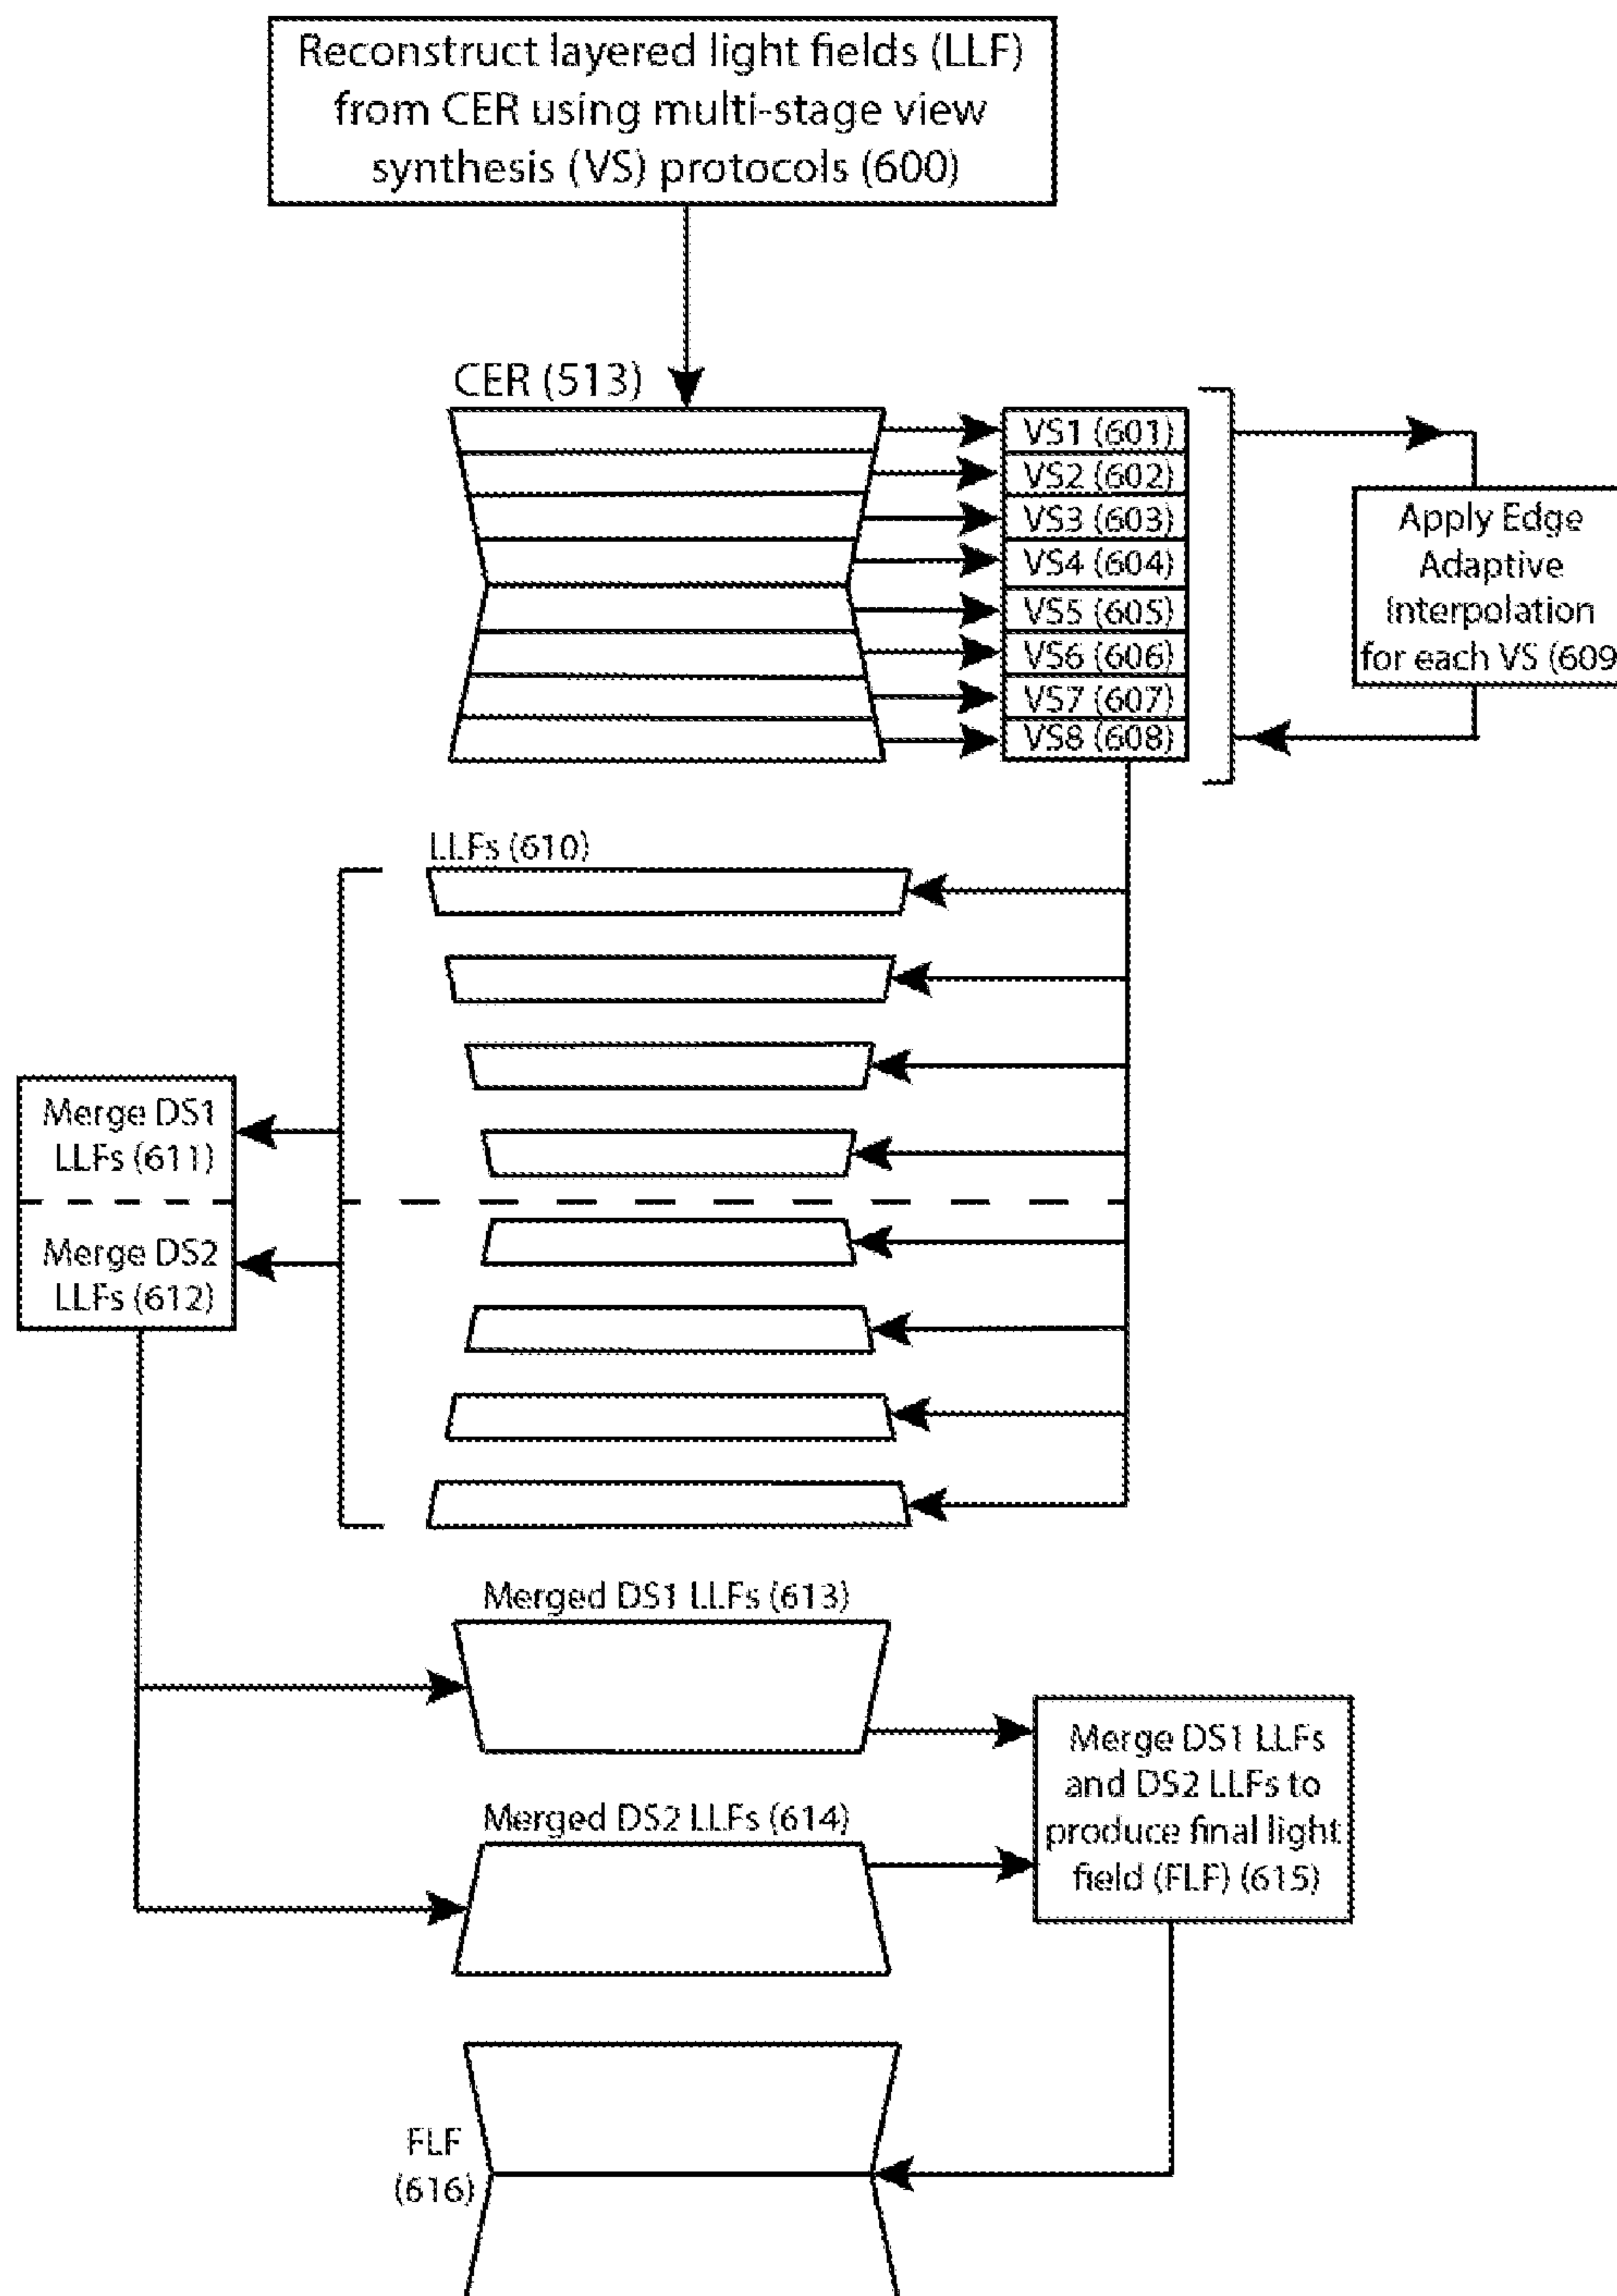 Reconstruct layered light fields (LLF)
from CER using multi-stage view
synthesis (VS) protocols (600)
CER (513)
VS1 (601)
VS2 (602)
VS3 (603)
VS4 (604)
VS5 (605)
VS6 (606)
VS7 (607)
VS8 (608)
Apply Edge
Adaptive
Interpolation
for each VS (609
LLFs (610)
Merge DS1
LLFs (611)
Merge DS2
LLFs (612)
Merged DS1 LLFs (613)
Merged DS2 LLFs (614)
Merge DS1 LLFs
and DS2 LLFs to
produce final light
field (FLF) (615)
FLF
(616)